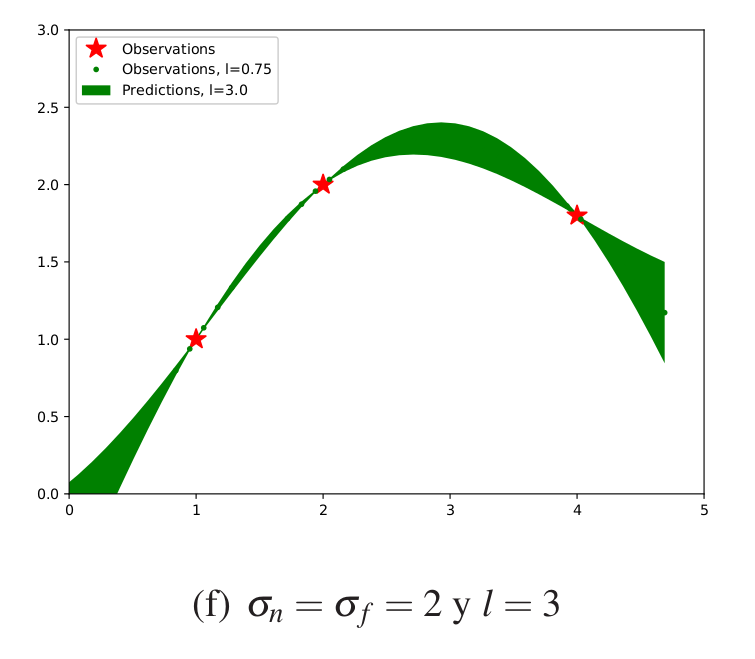 3.0
Observations
Observations, l=0.75
Predictions, l=3.0
2.5
2.0
1.5
1.0
0.5
0.0
0 1 2 3 4 5
(f) σn = σf = 2 y l = 3